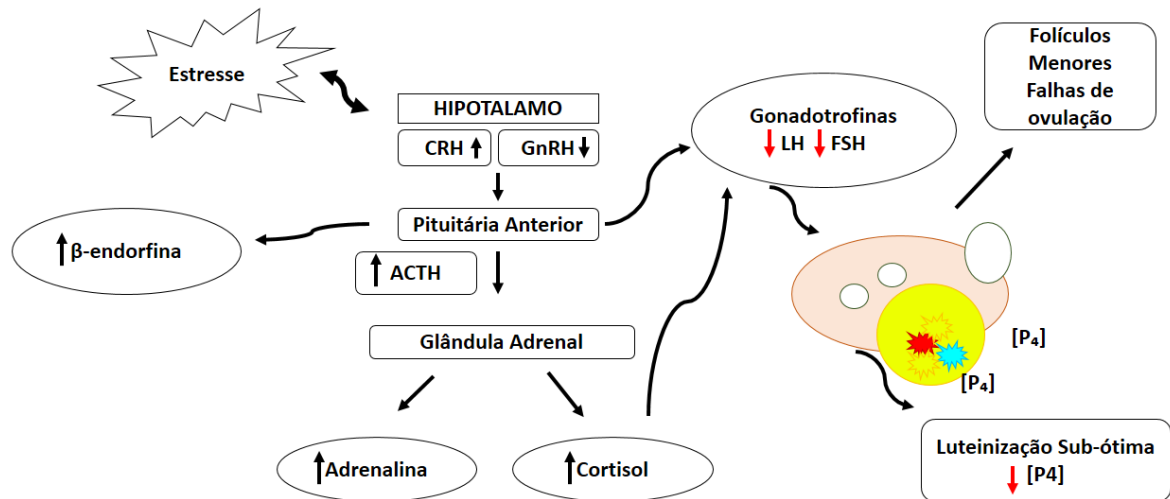 Estresse
HIPOTALAMO
CRH
GnRH
Pituitária Anterior
β-endorfina
ACTH
Glândula Adrenal
Adrenalina
Cortisol
Gonadotrofinas
LH FSH
Folículos
Menores
Falhas de
ovulação
[P₄]
[P₄]
Luteinização Sub-ótima
[P4]